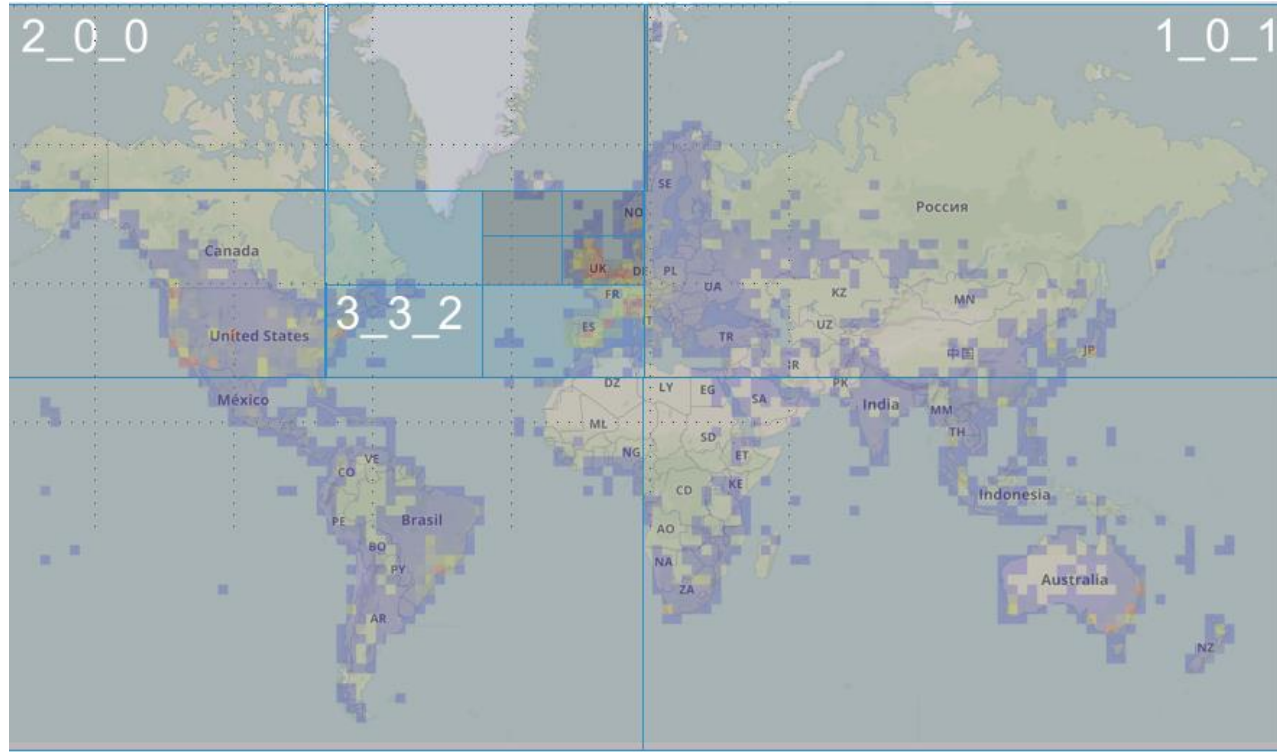 2_0_0
1_0_1
SE
Россия
NO
Canada
UK
DE
PL
UA
KZ
MN
FR
3_3_2
UZ
ES
United States
TR
中国
JP
IR
DZ
LY
EG
PK
México
SA
India
MM
ML
TH
NG
SD
ET
VE
CO
CD
KE
Indonesia
PE
Brasil
AO
BO
NA
PY
Australia
ZA
AR
NZ